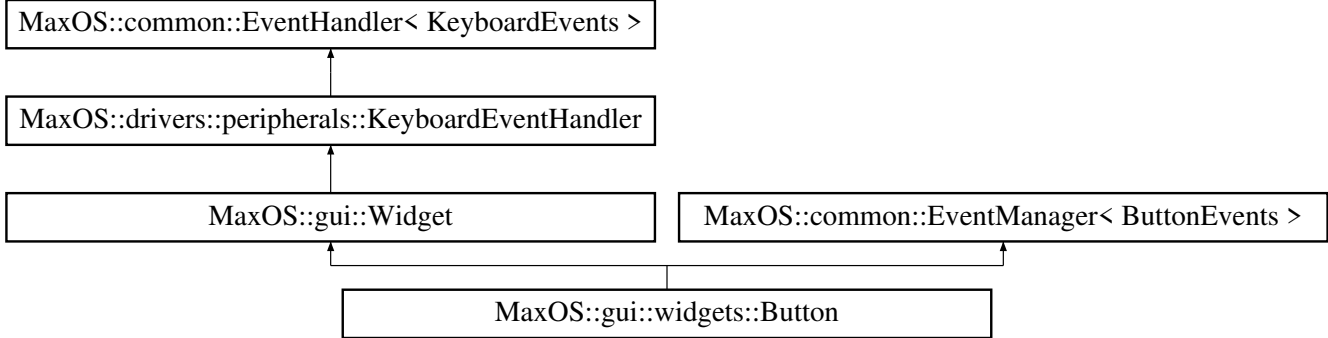 MaxOS::common::EventHandler< KeyboardEvents >
MaxOS::drivers::peripherals::KeyboardEventHandler
MaxOS::gui::Widget
MaxOS::common::EventManager< ButtonEvents >
MaxOS::gui::widgets::Button